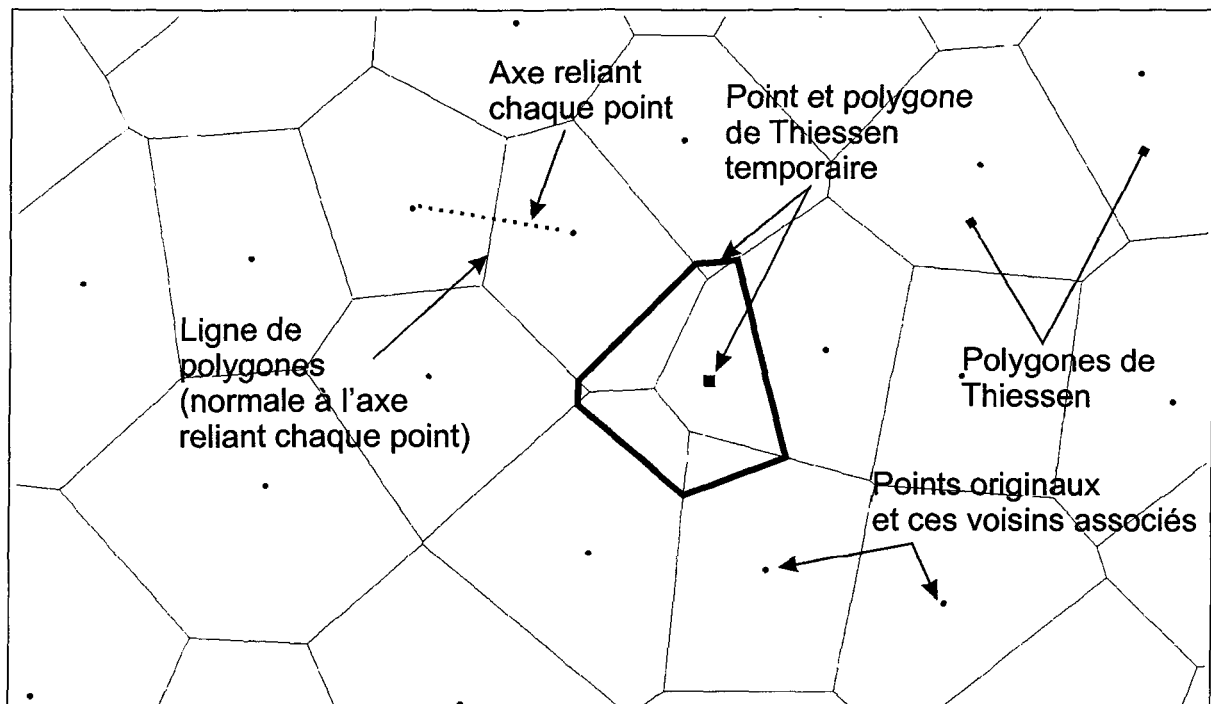 Axe reliant
chaque point
Point et polygone
de Thiessen
temporaire
Ligne de
polygones
(normale à l'axe
reliant chaque point)
Polygones de
Thiessen
Points originaux
et ces voisins associés